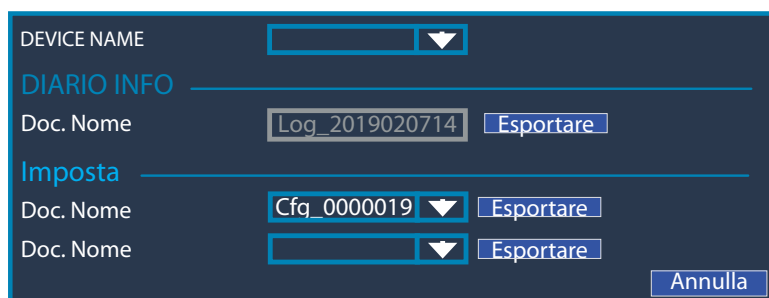 DEVICE NAME
DIARIO INFO
Doc. Nome Log_2019020714 Esportare
Imposta
Doc. Nome Cfg_0000019 Esportare
Doc. Nome Esportare
Annulla